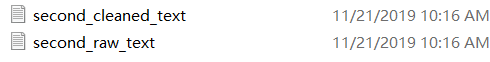 second_cleaned_text 11/21/2019 10:16 AM
second_raw_text 11/21/2019 10:16 AM